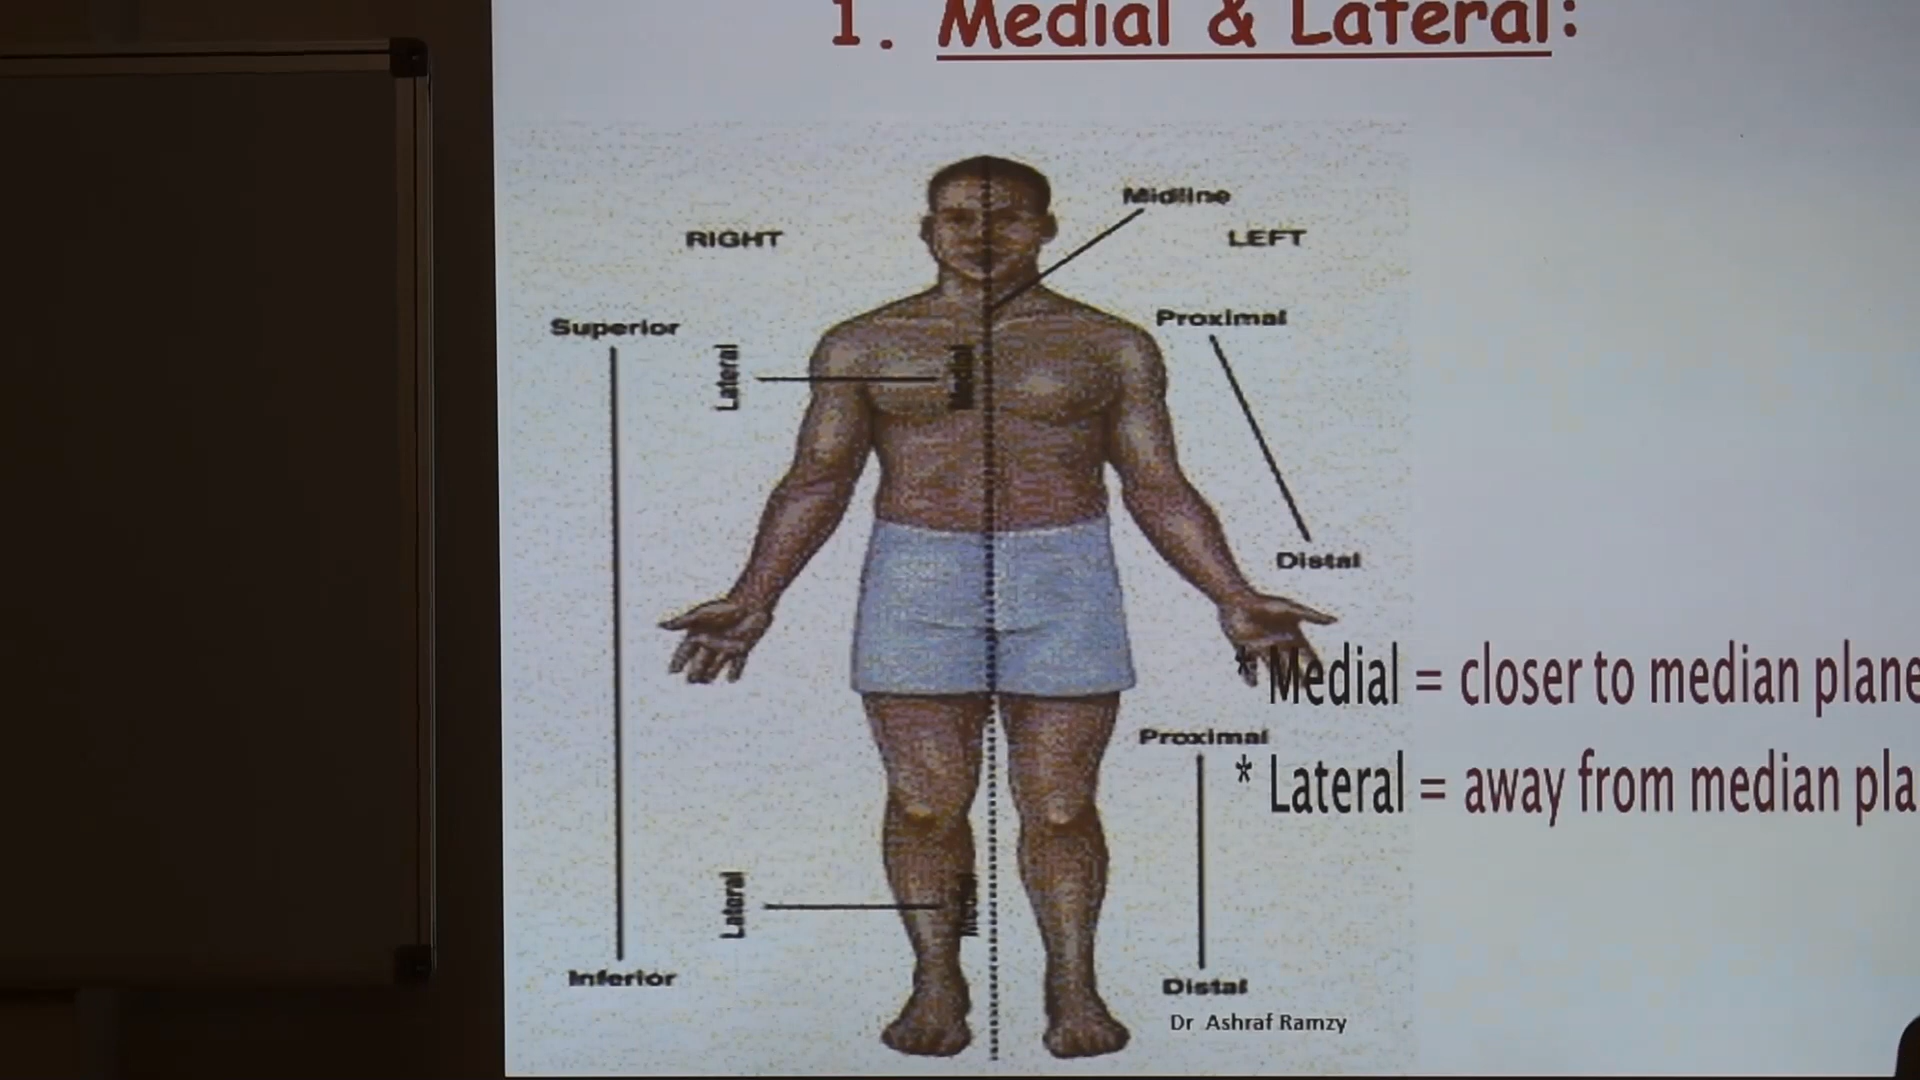 1. Medial & Lateral:
Midline
RIGHT
LEFT
Superior
Proximal
Lateral
Medial
Distal
* Medial = closer to median plane
Proximal
* Lateral = away from median pla
Lateral
Medial
Inferior
Distal
Dr Ashraf Ramzy